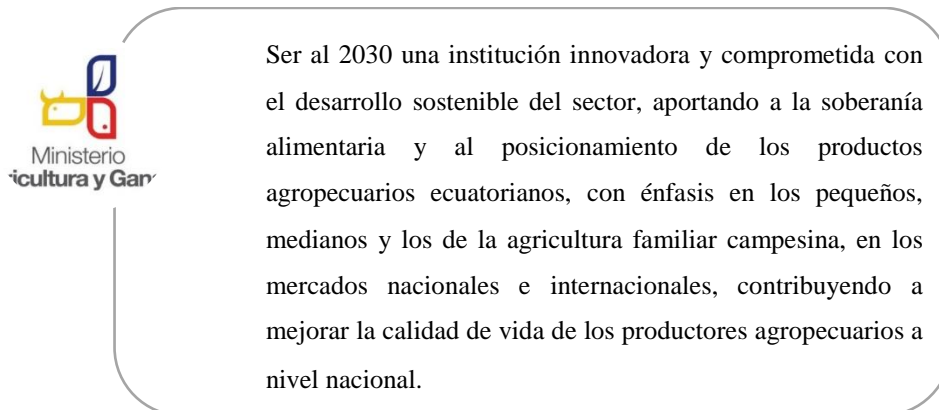 Ser al 2030 una institución innovadora y comprometida con
el desarrollo sostenible del sector, aportando a la soberanía
alimentaria y al posicionamiento de los productos
agropecuarios ecuatorianos, con énfasis en los pequeños,
medianos y los de la agricultura familiar campesina, en los
mercados nacionales e internacionales, contribuyendo a
mejorar la calidad de vida de los productores agropecuarios a
nivel nacional.
Ministerio
icultura y Gan